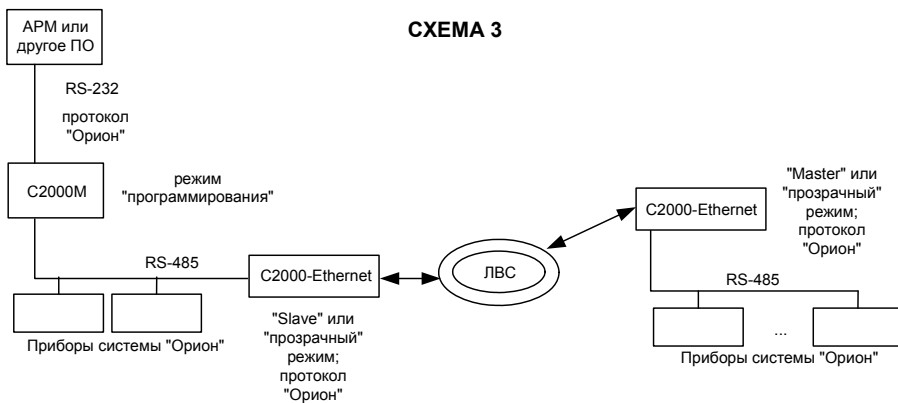 СХЕМА 3
АРМ или
другое ПО
RS-232
протокол
"Орион"
С2000М
режим
"программирования"
RS-485
C2000-Ethernet
"Slave" или
"прозрачный"
режим;
протокол
"Орион"
Приборы системы "Орион"
ЛВС
C2000-Ethernet
"Master" или
"прозрачный"
режим;
протокол
"Орион"
RS-485
...
Приборы системы "Орион"